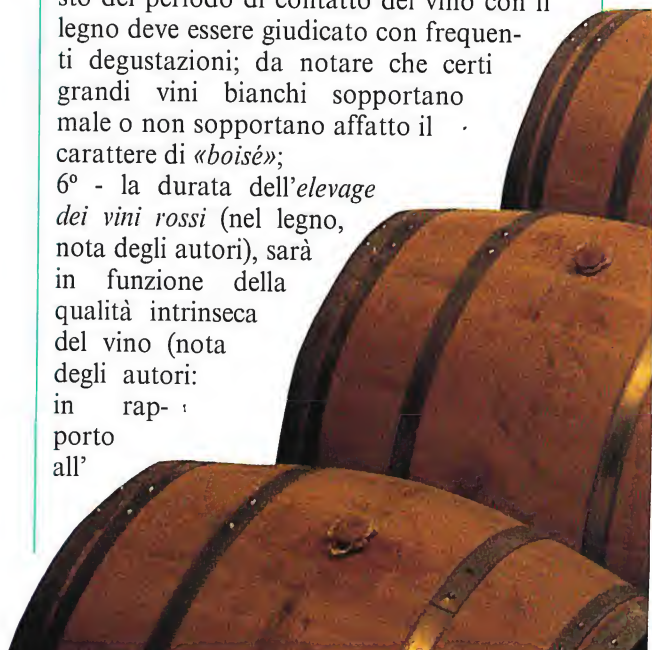 sto del periodo di contatto del vino con il
legno deve essere giudicato con frequen-
ti degustazioni; da notare che certi
grandi vini bianchi sopportano
male o non sopportano affatto il
carattere di «boisé»;
6º - la durata dell'elevage
dei vini rossi (nel legno,
nota degli autori), sarà
in funzione della
qualità intrinseca
del vino (nota
degli autori:
in rap-
porto
all'